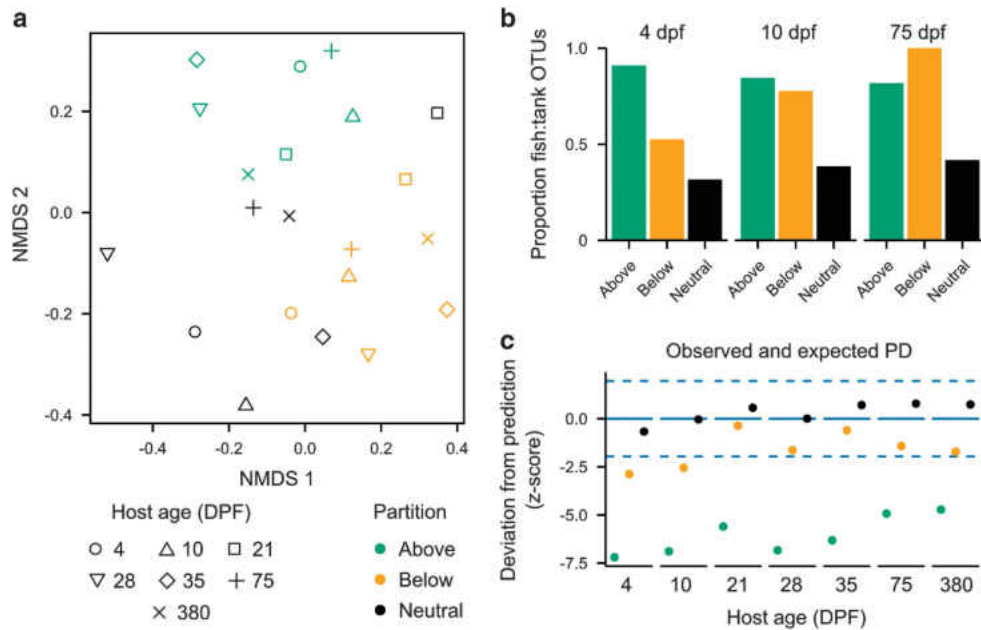 a
NMDS 2
0.2
0.0
-0.2
-0.4
-0.4
-0.2
0.0
0.2
0.4
NMDS 1
Host age (DPF)
4
10
21
28
35
75
380
Partition
Above
Below
Neutral
b
4 dpf
10 dpf
75 dpf
Proportion fish:tank OTUs
1.0
0.5
0
Above
Below
Neutral
Above
Below
Neutral
Above
Below
Neutral
c
Observed and expected PD
Deviation from prediction
(z-score)
0.0
-2.5
-5.0
-7.5
4
10
21
28
35
75
380
Host age (DPF)